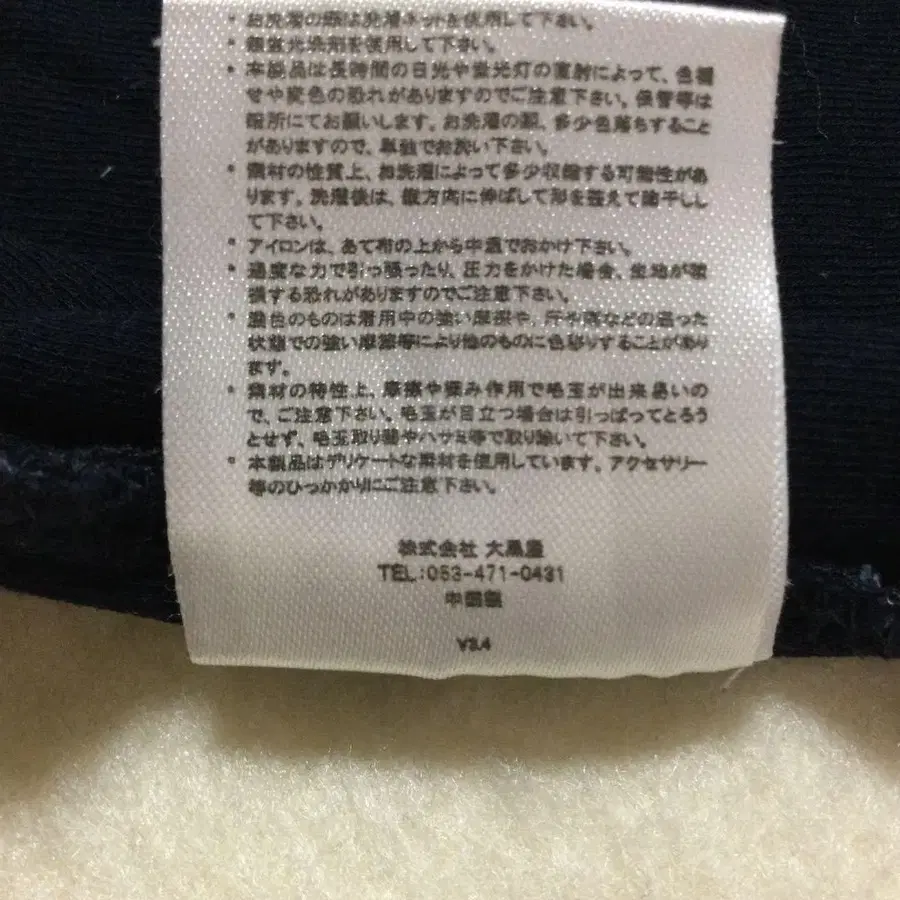 ・お洗濯の際は洗濯ネットを使用して下さい。
・無蛍光洗剤を使用して下さい。
・本製品は長時間の日光や蛍光灯の直射によって、色褪
せや変色の恐れがありますのでご注意下さい。保管等は
暗所にてお願いします。お洗濯の際、多少色落ちすること
がありますので、単独でお洗い下さい。
・素材の性質上、お洗濯によって多少収縮する可能性があ
ります。洗濯後は、縦方向に伸ばして形を整えて陰干しし
て下さい。
・アイロンは、あて布の上から中温でおかけ下さい。
・過度な力で引っ張ったり、圧力をかけた場合、生地が破
損する恐れがありますのでご注意下さい。
・濃色のものは着用中の強い摩擦や、汗や雨などの湿った
状態での強い摩擦等により他のものに色移りすることがあり
ます。
・素材の特性上、摩擦や揉み作用で毛玉が出来易いの
で、ご注意下さい。毛玉が目立つ場合は引っぱってとろう
とせず、毛玉取り器やハサミ等で取り除いて下さい。
・本製品はデリケートな素材を使用しています。アクセサリー
等のひっかかりにご注意下さい。
株式会社 大黒屋
TEL:053-471-0431
中国製
V3.4